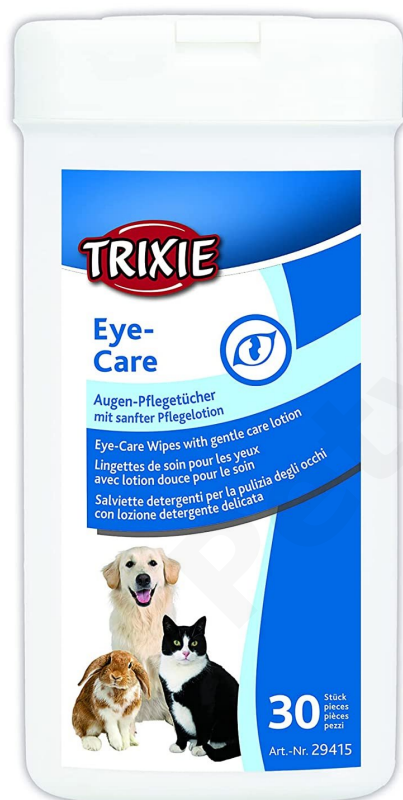 TRIXIE
Eye-
Care
Augen-Pflegetücher
mit sanfter Pflegelotion
Eye-Care Wipes with gentle care lotion
Lingettes de soin pour les yeux
avec lotion douce pour le soin
Salviette detergenti per la pulizia degli occhi
con lozione detergente delicata
30
Stück
pieces
pièces
pezzi
Art.-Nr. 29415